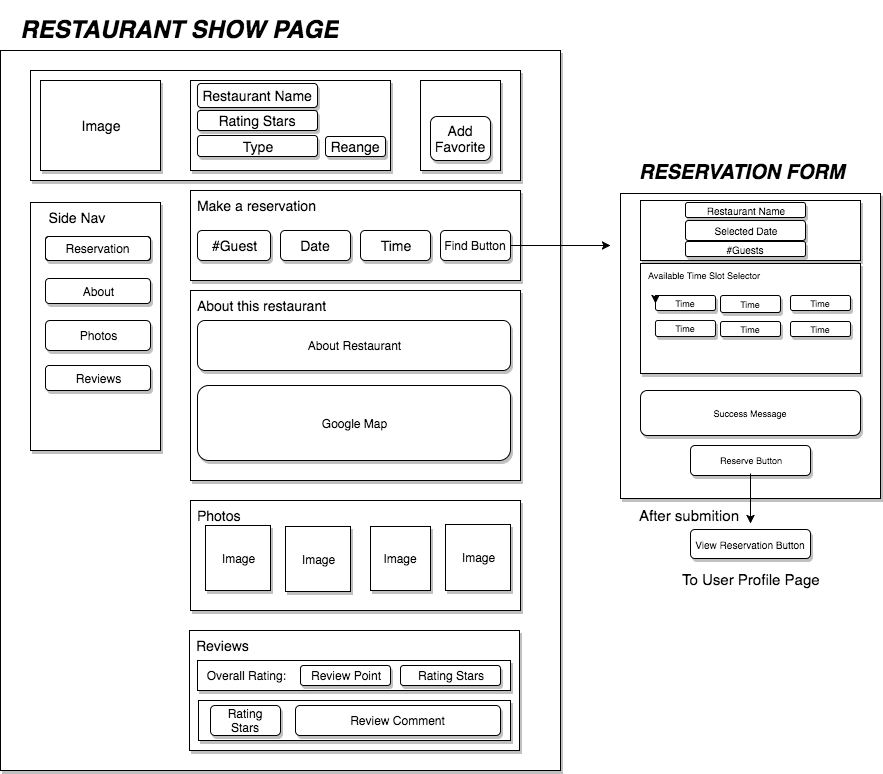 RESTAURANT SHOW PAGE
Image
Restaurant Name
Rating Stars
Type
Reange
Add
Favorite
Side Nav
Reservation
About
Photos
Reviews
Make a reservation
#Guest
Date
Time
Find Button
About this restaurant
About Restaurant
Google Map
Photos
Image
Image
Image
Image
Reviews
Overall Rating:
Review Point
Rating Stars
Rating
Stars
Review Comment
RESERVATION FORM
Restaurant Name
Selected Date
#Guests
Available Time Slot Selector
Time
Time
Time
Time
Time
Time
Success Message
Reserve Button
After submition
View Reservation Button
To User Profile Page